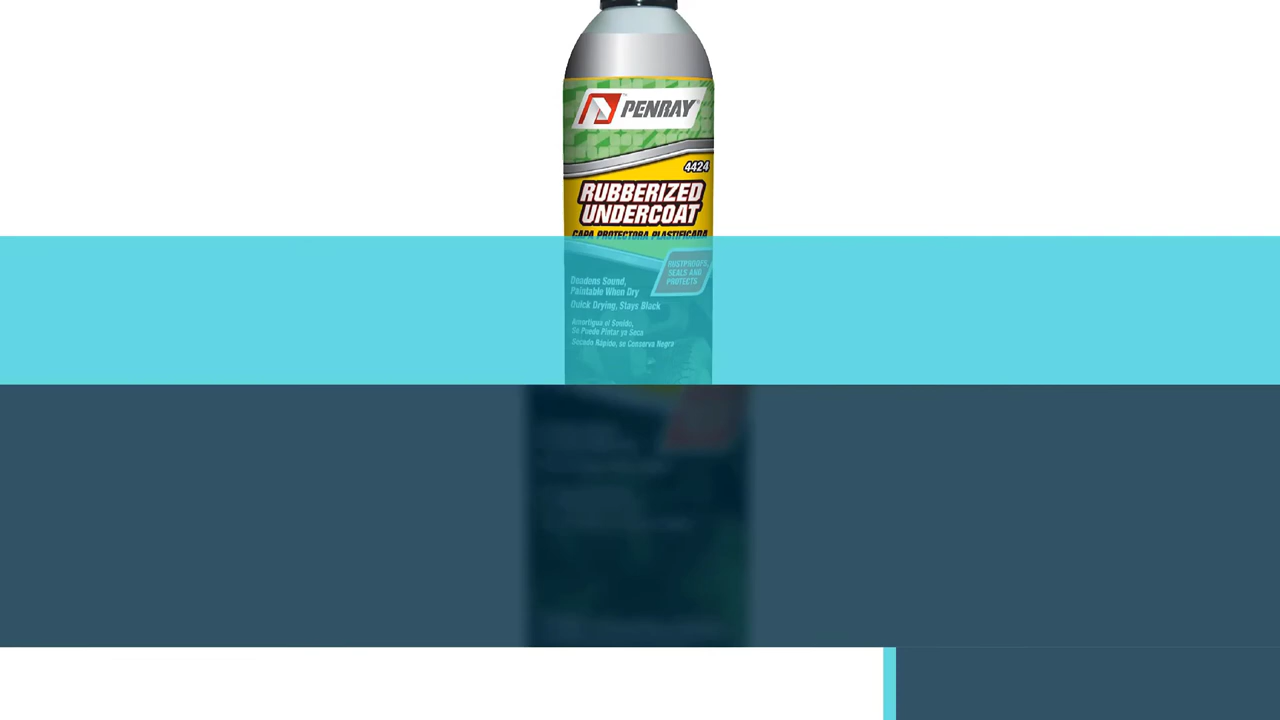 PENRAY
4424
RUBBERIZED
UNDERCOAT
CAPA PROTECTORA PLASTIFICADA
RUSTPROOFS,
SEALS AND
PROTECTS
Deadens Sound,
Paintable When Dry
Quick Drying, Stays Black
Amortigua el Sonido,
Se Puede Pintar ya Seca
Secado Rápido, se Conserva Negra